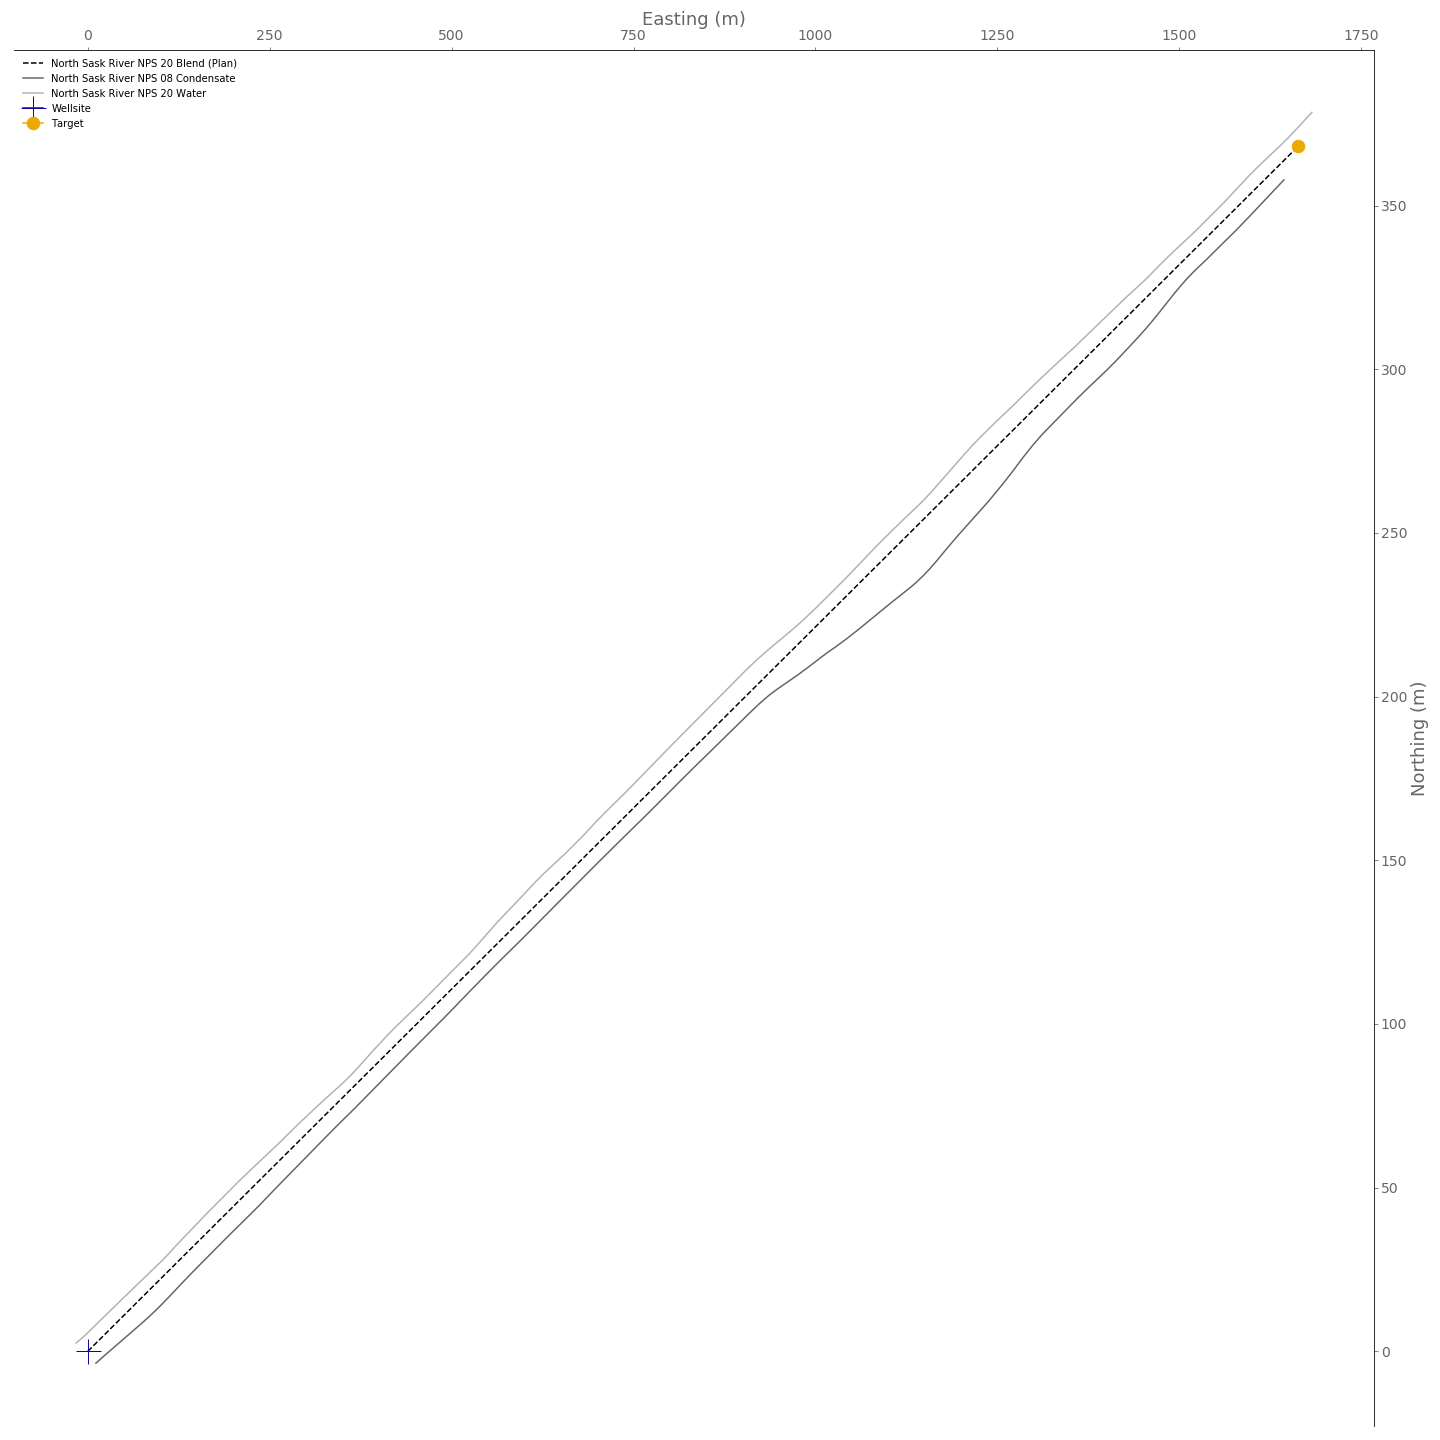 Easting (m)
0 250 500 750 1000 1250 1500 1750
North Sask River NPS 20 Blend (Plan)
North Sask River NPS 08 Condensate
North Sask River NPS 20 Water
Wellsite
Target
350
300
250
200
150
100
50
0
Northing (m)